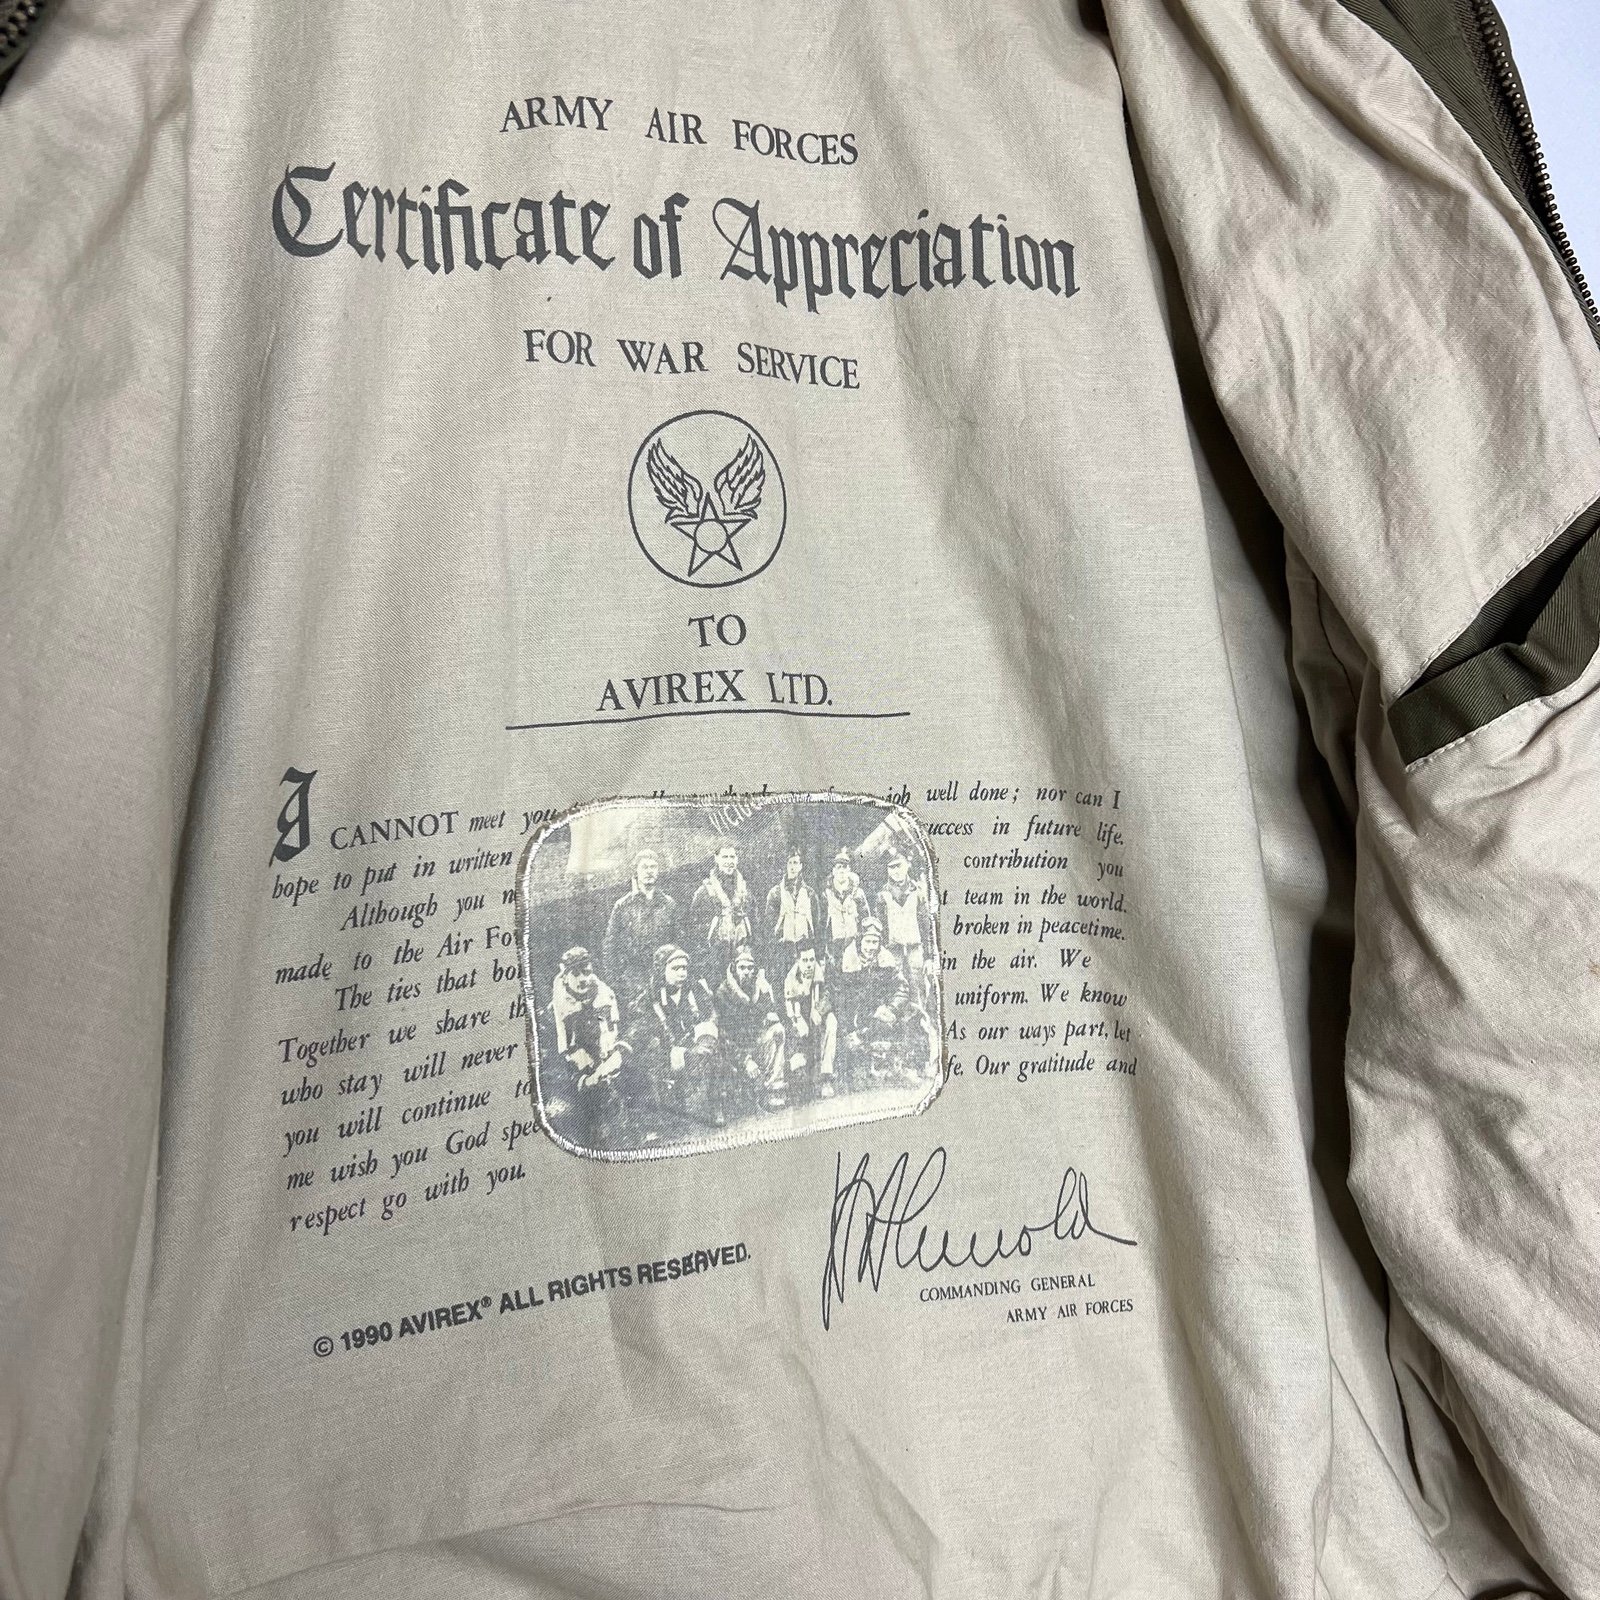 ARMY AIR FORCES
Certificate of Appreciation
FOR WAR SERVICE
TO
AVIREX LTD.
I CANNOT meet you job well done; nor can I
hope to put in written success in future life.
Although you contribution you
made to the Air team in the world.
The ties that broken in peacetime.
Together we share in the air. We
who stay will never uniform. We know
you will continue to As our ways part, let
me wish you God Our gratitude and
respect go with you.
HHArnold
COMMANDING GENERAL
ARMY AIR FORCES
© 1990 AVIREX® ALL RIGHTS RESERVED.